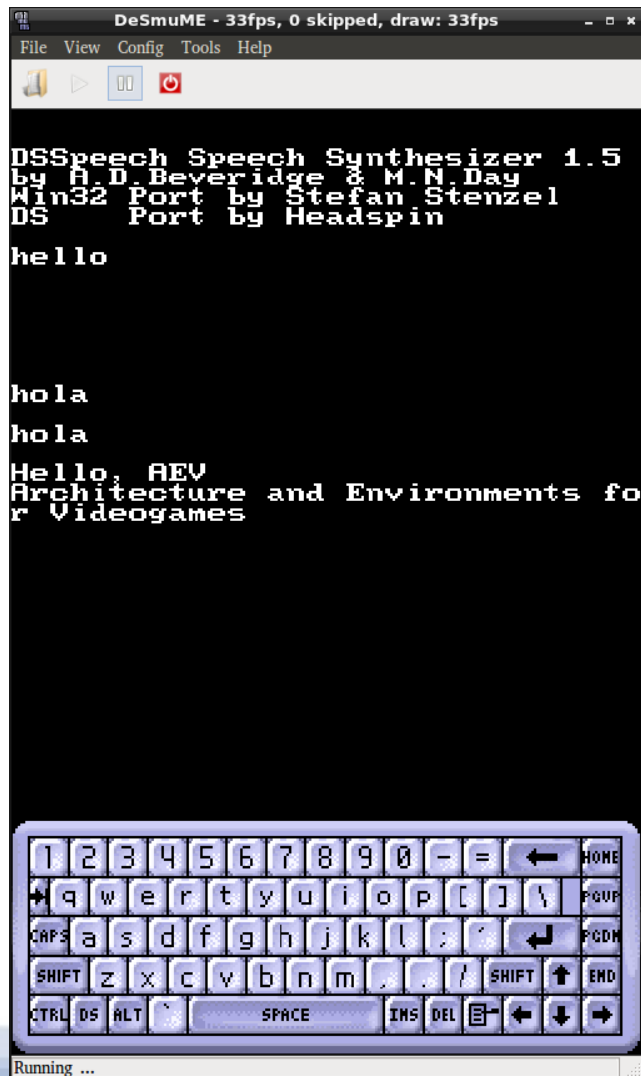 DeSmuME - 33fps, 0 skipped, draw: 33fps
File View Config Tools Help
DSSpeech Speech Synthesizer 1.5
by A.D.Beveridge & M.N.Day
Win32 Port by Stefan Stenzel
DS Port by Headspin
hello
hola
hola
Hello, AEV
Architecture and Environments fo
r Videogames
1 2 3 4 5 6 7 8 9 0 - = HOME
q w e r t y u i o p [ ] \ PGUP
CAPS a s d f g h j k l ; ´ PGDN
SHIFT z x c v b n m , . / SHIFT END
CTRL DS ALT ` SPACE INS DEL
Running ...